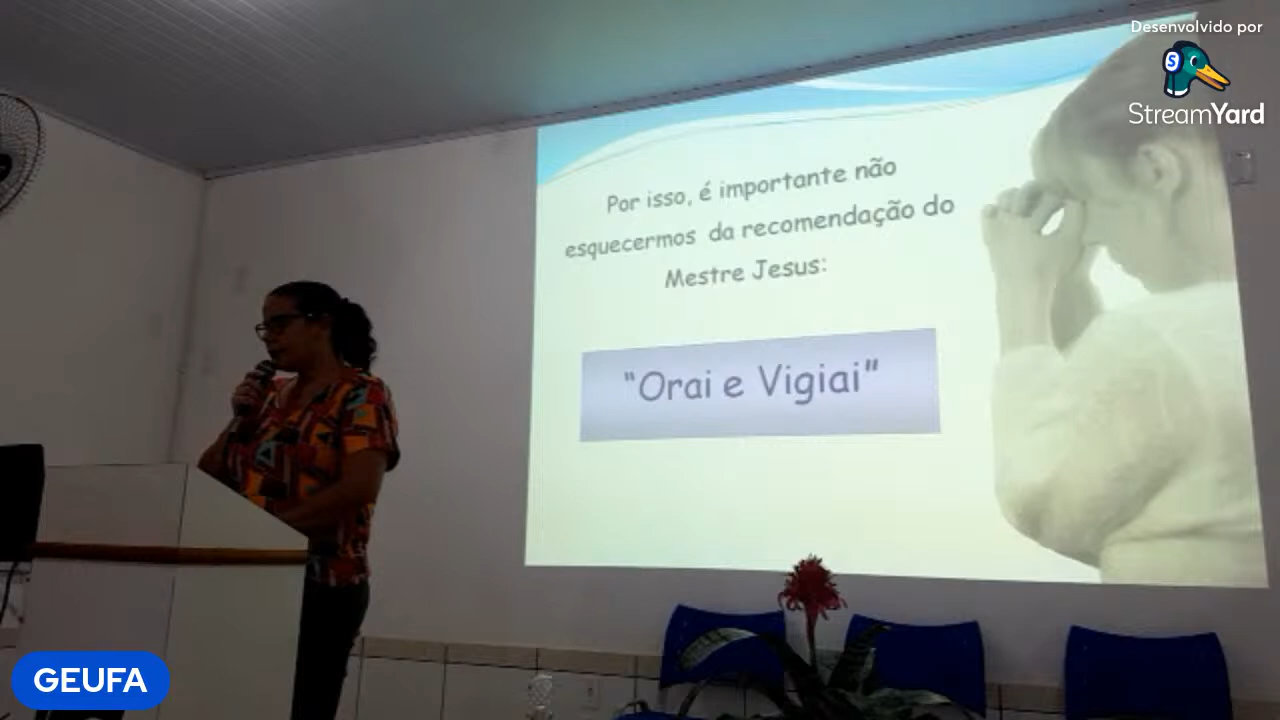 Desenvolvido por
StreamYard
Por isso, é importante não
esquecermos da recomendação do
Mestre Jesus:
"Orai e Vigiai"
GEUFA